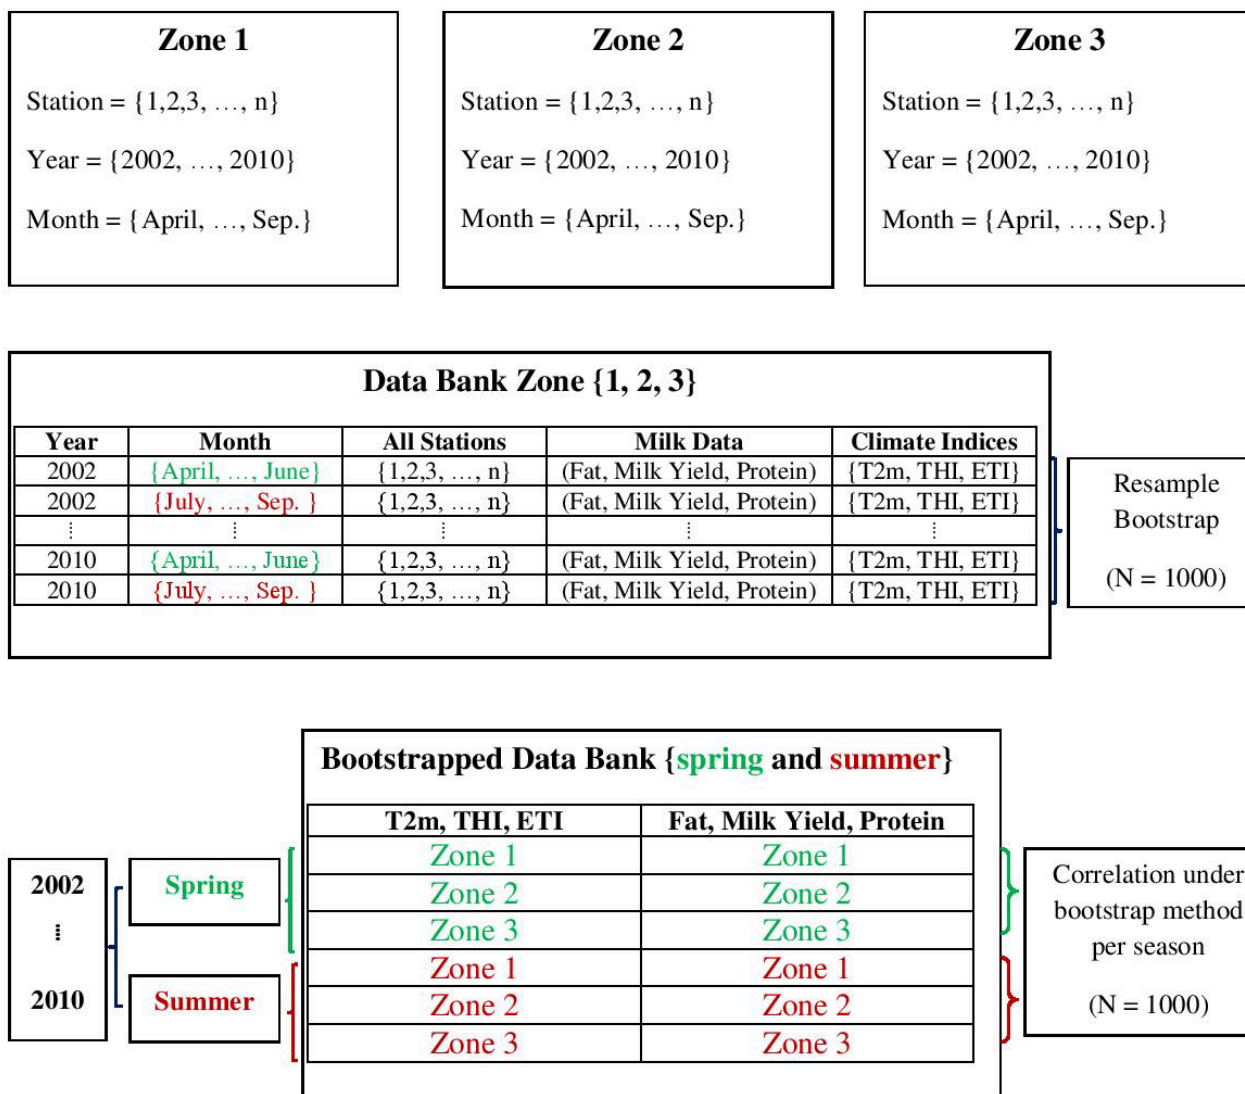 Zone 1
Station = {1,2,3, …, n}
Year = {2002, …, 2010}
Month = {April, …, Sep.}
Zone 2
Station = {1,2,3, …, n}
Year = {2002, …, 2010}
Month = {April, …, Sep.}
Zone 3
Station = {1,2,3, …, n}
Year = {2002, …, 2010}
Month = {April, …, Sep.}
Data Bank Zone {1, 2, 3}
Year Month All Stations Milk Data Climate Indices
2002 {April, …, June} {1,2,3, …, n} (Fat, Milk Yield, Protein) {T2m, THI, ETI}
2002 {July, …, Sep. } {1,2,3, …, n} (Fat, Milk Yield, Protein) {T2m, THI, ETI}
⋮ ⋮ ⋮ ⋮ ⋮
2010 {April, …, June} {1,2,3, …, n} (Fat, Milk Yield, Protein) {T2m, THI, ETI}
2010 {July, …, Sep. } {1,2,3, …, n} (Fat, Milk Yield, Protein) {T2m, THI, ETI}
Resample
Bootstrap
(N = 1000)
Bootstrapped Data Bank {spring and summer}
T2m, THI, ETI Fat, Milk Yield, Protein
Zone 1 Zone 1
Zone 2 Zone 2
Zone 3 Zone 3
Zone 1 Zone 1
Zone 2 Zone 2
Zone 3 Zone 3
2002
⋮
2010
Spring
Summer
Correlation under
bootstrap method
per season
(N = 1000)